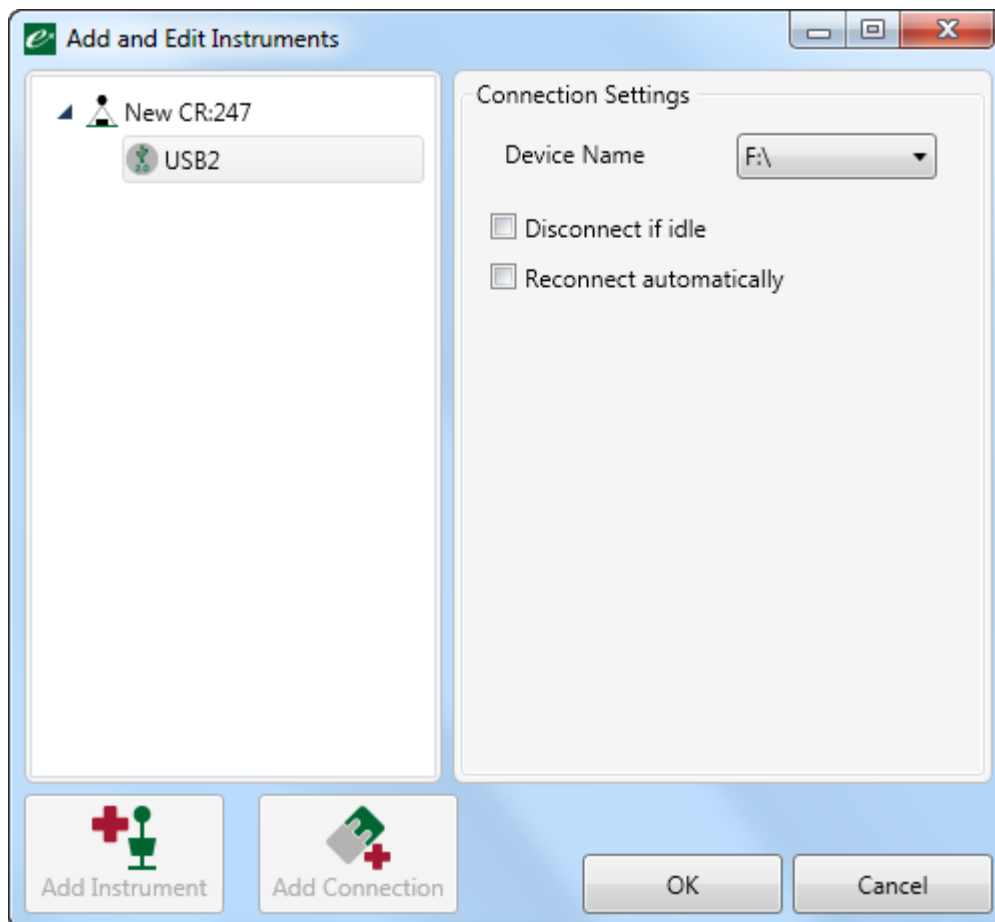 Add and Edit Instruments
New CR:247
USB2
Connection Settings
Device Name
F:\
Disconnect if idle
Reconnect automatically
Add Instrument
Add Connection
OK
Cancel